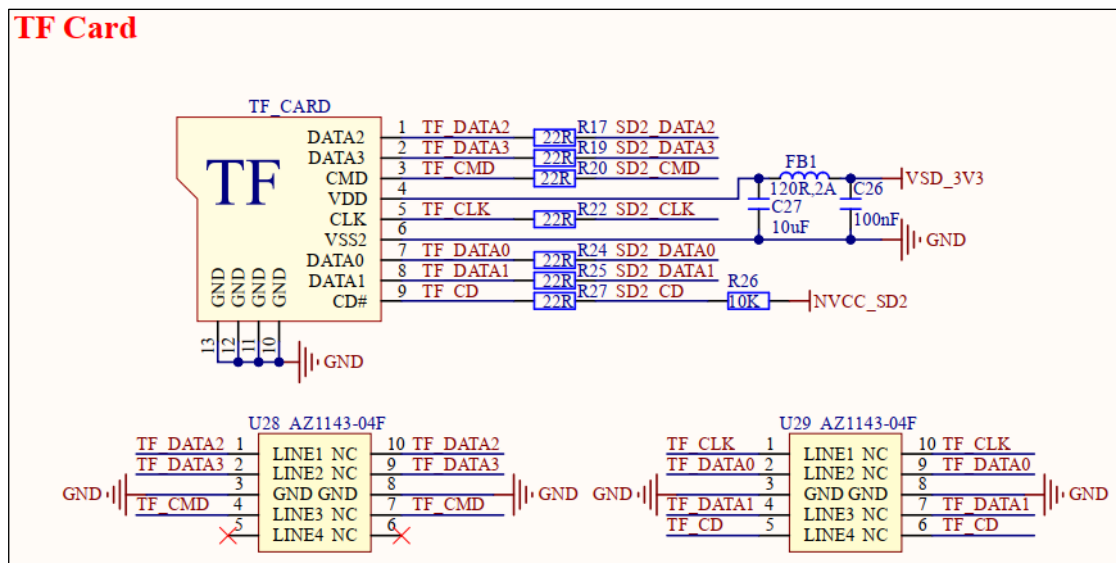 TF Card
TF_CARD
TF
DATA2 1 TF_DATA2 22R R17 SD2_DATA2
DATA3 2 TF_DATA3 22R R19 SD2_DATA3
CMD 3 TF_CMD 22R R20 SD2_CMD
VDD 4
CLK 5 TF_CLK 22R R22 SD2_CLK
VSS2 6
DATA0 7 TF_DATA0 22R R24 SD2_DATA0
DATA1 8 TF_DATA1 22R R25 SD2_DATA1
CD# 9 TF_CD 22R R27 SD2_CD
FB1
120R,2A
C27
10uF
C26
100nF
VSD_3V3
GND
R26
10K
NVCC_SD2
GND GND GND GND
13 12 11 10
GND
U28 AZ1143-04F
TF_DATA2 1 LINE1 NC 10 TF_DATA2
TF_DATA3 2 LINE2 NC 9 TF_DATA3
GND 3 GND GND 8 GND
TF_CMD 4 LINE3 NC 7 TF_CMD
5 LINE4 NC 6
U29 AZ1143-04F
TF_CLK 1 LINE1 NC 10 TF_CLK
TF_DATA0 2 LINE2 NC 9 TF_DATA0
GND 3 GND GND 8 GND
TF_DATA1 4 LINE3 NC 7 TF_DATA1
TF_CD 5 LINE4 NC 6 TF_CD